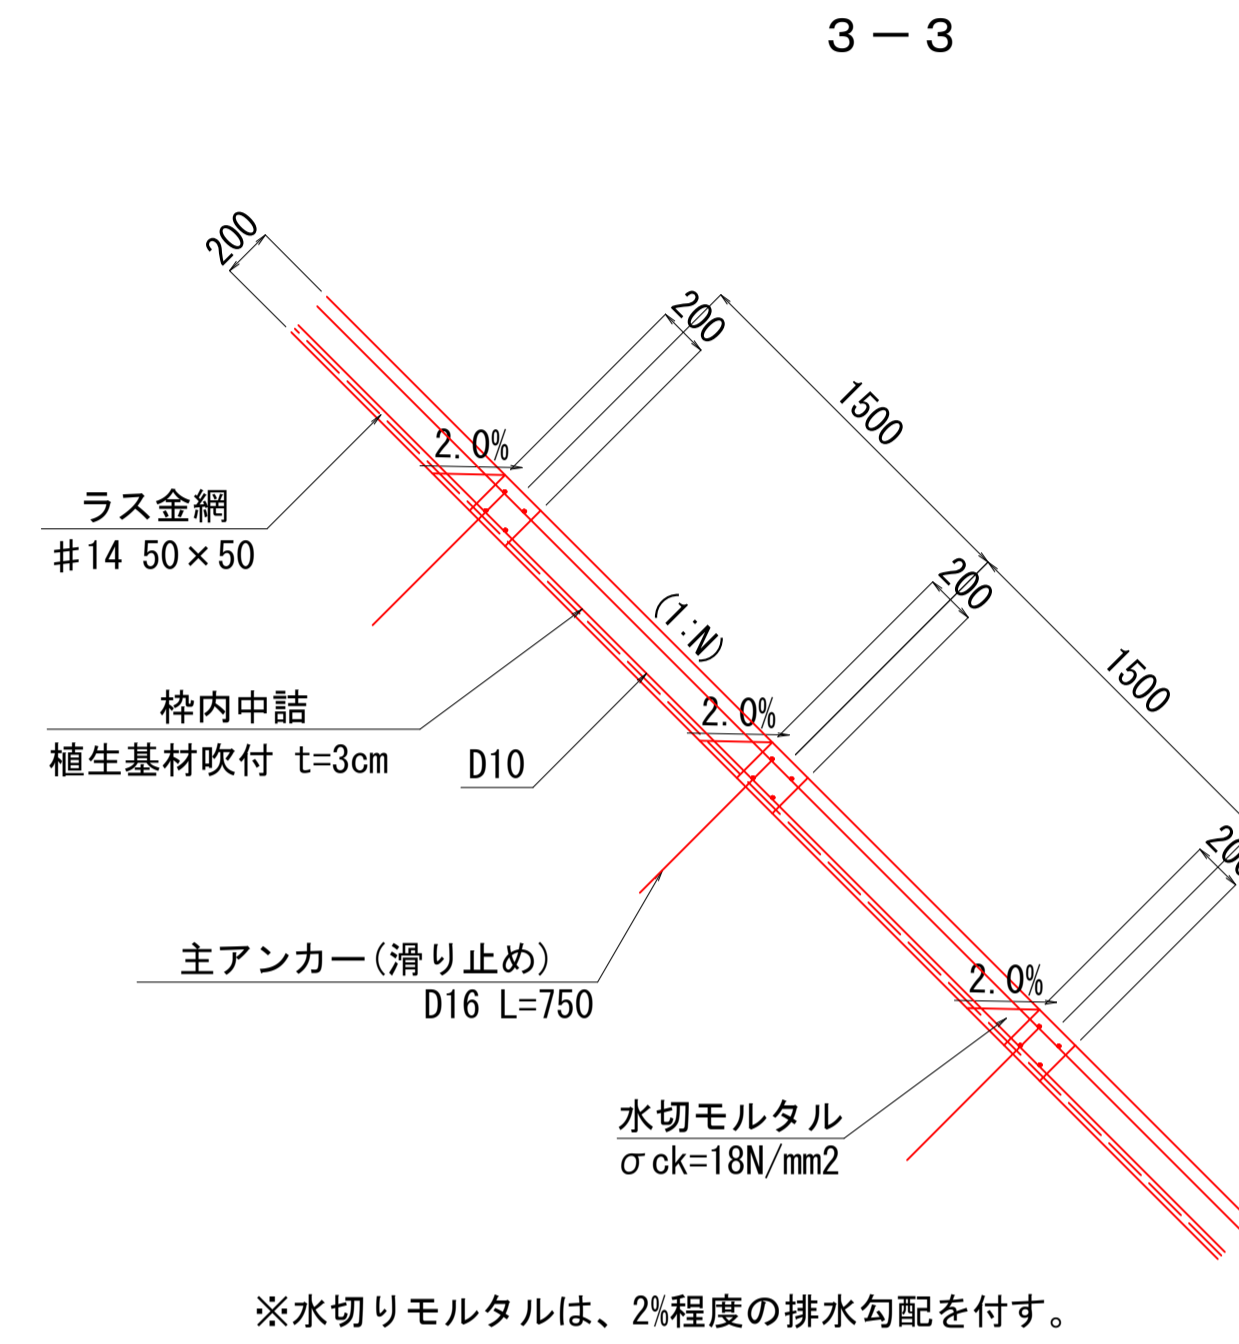 3－3
200
200
1500
2.0%
ラス金網
♯14 50×50
200
(1:N)
1500
枠内中詰
植生基材吹付 t=3cm
D10
2.0%
主アンカー(滑り止め)
D16 L=750
2.0%
水切モルタル
σck=18N/mm2
※水切りモルタルは、2%程度の排水勾配を付す。